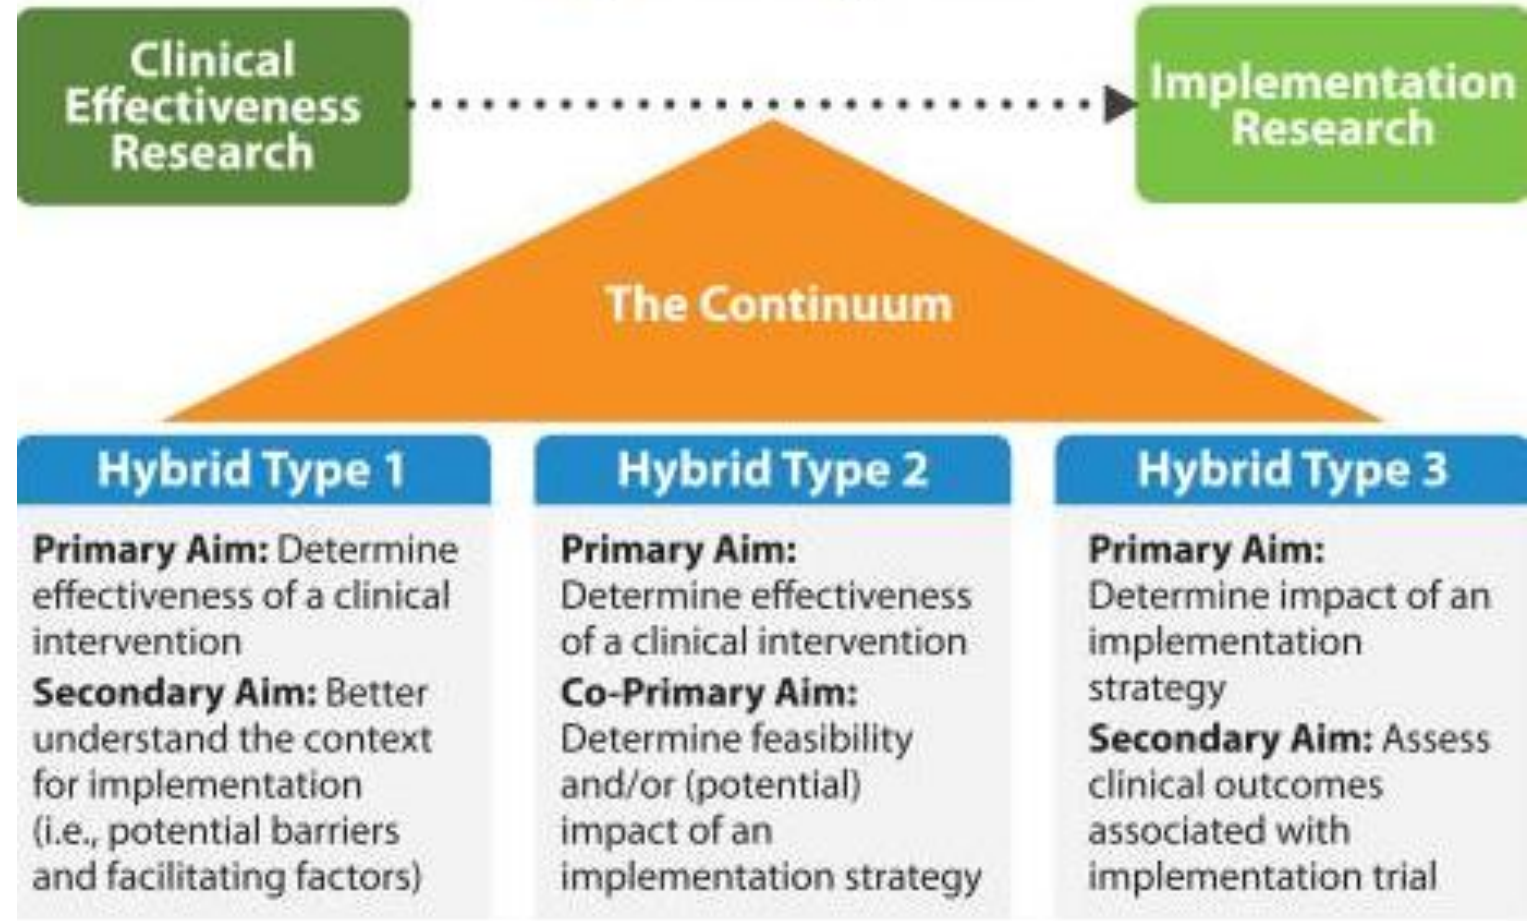 Clinical
Effectiveness
Research
Implementation
Research
The Continuum
Hybrid Type 1
Primary Aim: Determine
effectiveness of a clinical
intervention
Secondary Aim: Better
understand the context
for implementation
(i.e., potential barriers
and facilitating factors)
Hybrid Type 2
Primary Aim:
Determine effectiveness
of a clinical intervention
Co-Primary Aim:
Determine feasibility
and/or (potential)
impact of an
implementation strategy
Hybrid Type 3
Primary Aim:
Determine impact of an
implementation
strategy
Secondary Aim: Assess
clinical outcomes
associated with
implementation trial